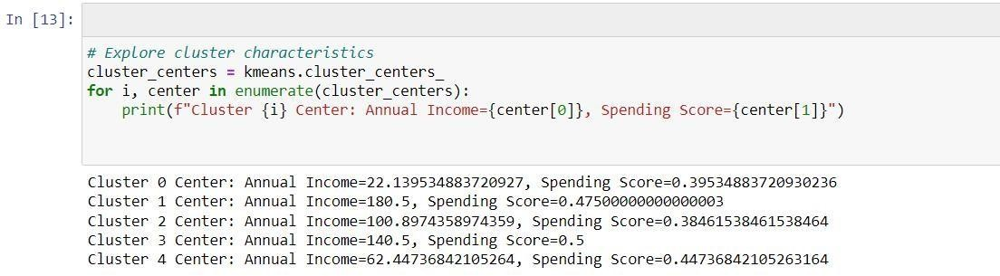 In [13]:
# Explore cluster characteristics
cluster_centers = kmeans.cluster_centers_
for i, center in enumerate(cluster_centers):
    print(f"Cluster {i} Center: Annual Income={center[0]}, Spending Score={center[1]}")
Cluster 0 Center: Annual Income=22.139534883720927, Spending Score=0.39534883720930236
Cluster 1 Center: Annual Income=180.5, Spending Score=0.47500000000000003
Cluster 2 Center: Annual Income=100.8974358974359, Spending Score=0.38461538461538464
Cluster 3 Center: Annual Income=140.5, Spending Score=0.5
Cluster 4 Center: Annual Income=62.44736842105264, Spending Score=0.44736842105263164